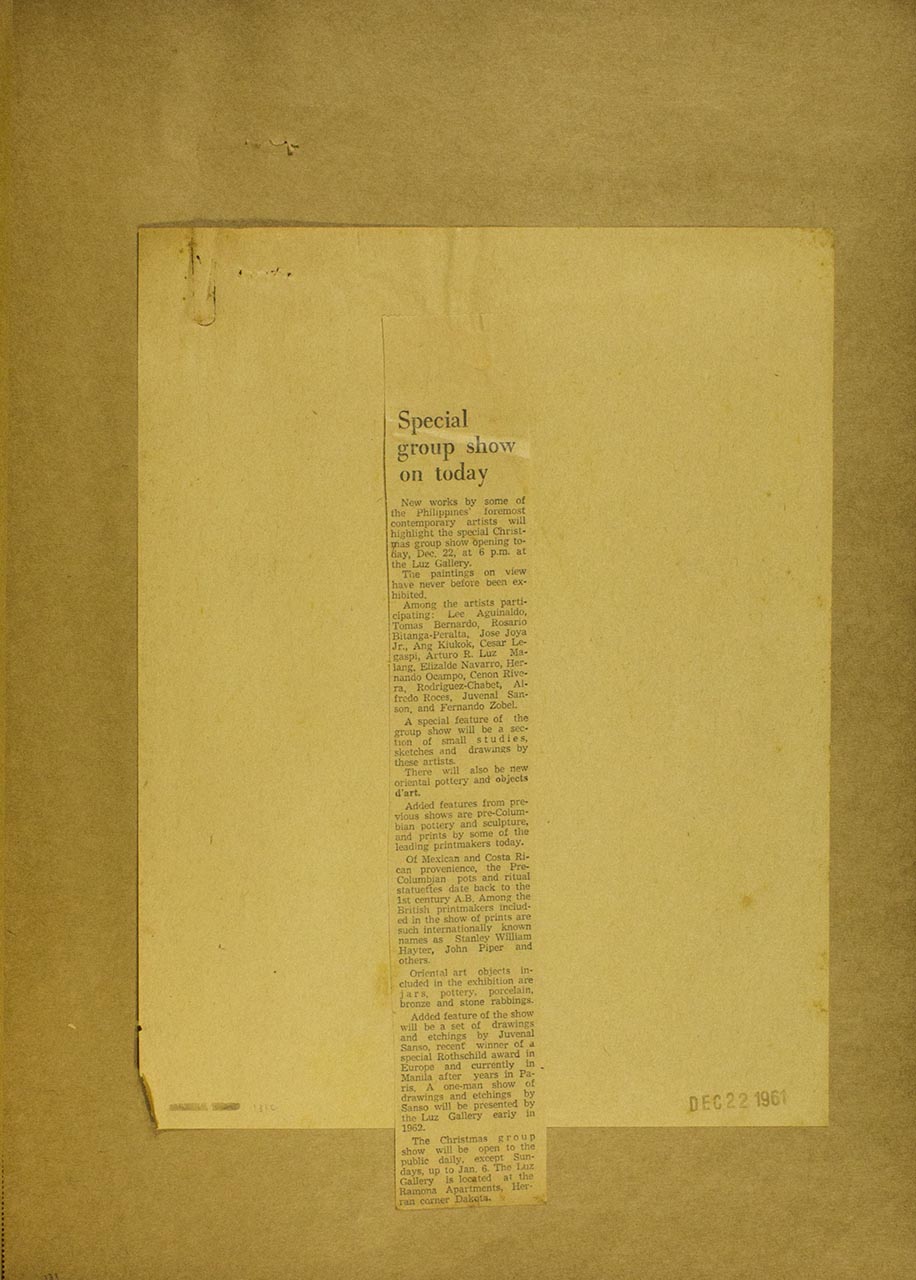 Special
group show
on today
New works by some of
the Philippines' foremost
contemporary artists will
highlight the special Christ-
mas group show opening to-
day, Dec. 22, at 6 p.m. at
the Luz Gallery.
The paintings on view
have never before been ex-
hibited.
Among the artists parti-
cipating: Lee Aguinaldo,
Tomas Bernardo, Rosario
Bitanga-Peralta, Jose Joya
Jr., Ang Kiukok, Cesar Le-
gaspi, Arturo R. Luz Ma-
lang, Elizalde Navarro, Her-
nando Ocampo, Cenon Rive-
ra, Rodriguez-Chabet, Al-
fredo Roces, Juvenal San-
son, and Fernando Zobel.
A special feature of the
group show will be a sec-
tion of small studies,
sketches and drawings by
these artists.
There will also be new
oriental pottery and objects
d'art.
Added features from pre-
vious shows are pre-Colum-
bian pottery and sculpture,
and prints by some of the
leading printmakers today.
Of Mexican and Costa Ri-
can provenience, the Pre-
Columbian pots and ritual
statuettes date back to the
1st century A.B. Among the
British printmakers includ-
ed in the show of prints are
such internationally known
names as Stanley William
Hayter, John Piper and
others.
Oriental art objects in-
cluded in the exhibition are
jars, pottery, porcelain,
bronze and stone rabbings.
Added feature of the show
will be a set of drawings
and etchings by Juvenal
Sanso, recent winner of a
special Rothschild award in
Europe and currently in
Manila after years in Pa-
ris. A one-man show of
drawings and etchings by
Sanso will be presented by
the Luz Gallery early in
1962.
The Christmas group
show will be open to the
public daily, except Sun-
days, up to Jan. 6. The Luz
Gallery is located at the
Ramona Apartments, Her-
ran corner Dakota.
DEC 22 1961